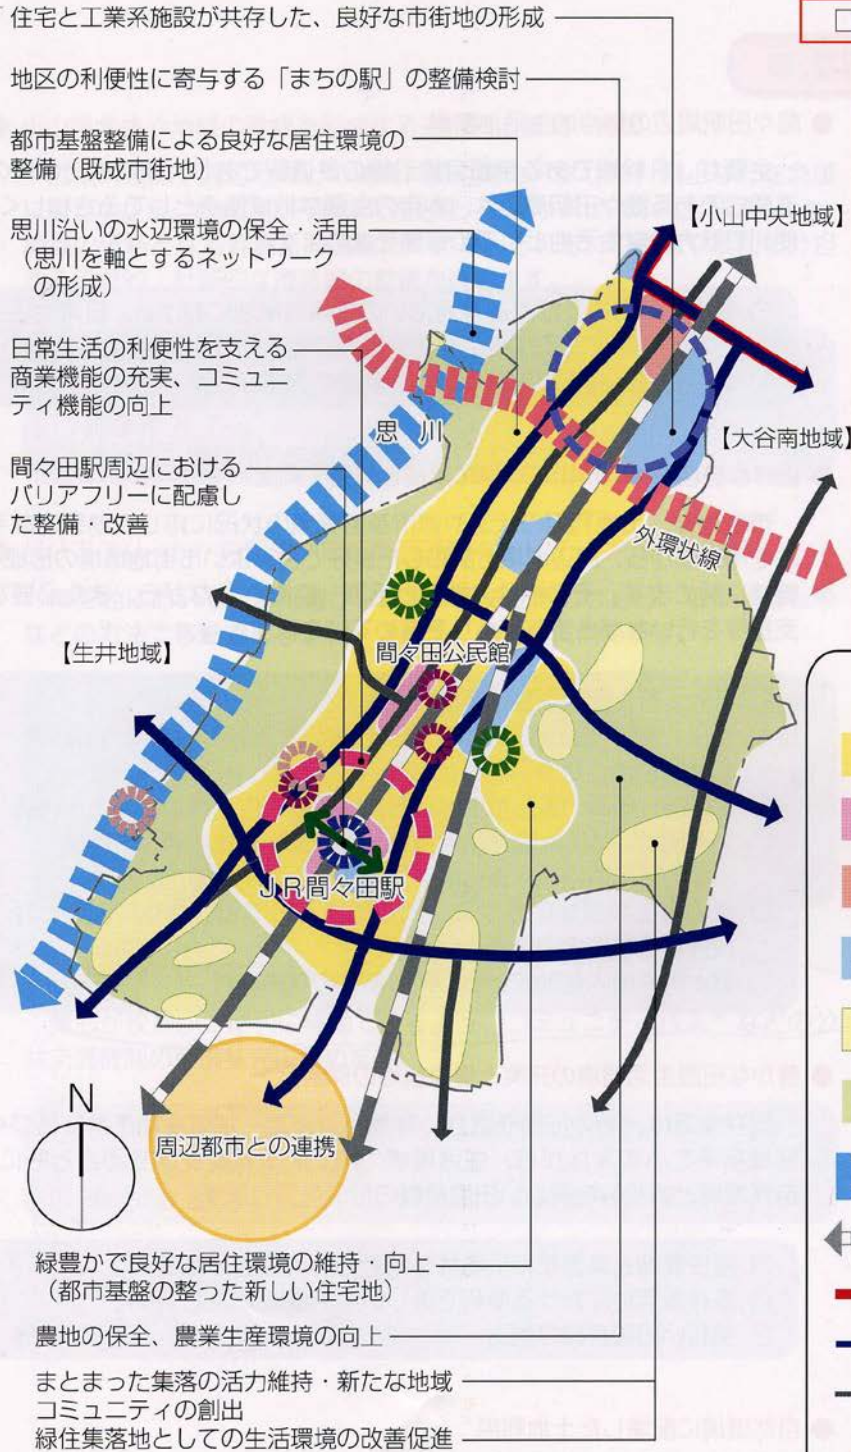 住宅と工業系施設が共存した、良好な市街地の形成
地区の利便性に寄与する「まちの駅」の整備検討
都市基盤整備による良好な居住環境の
整備（既成市街地）
思川沿いの水辺環境の保全・活用
（思川を軸とするネットワーク
の形成）
日常生活の利便性を支える
商業機能の充実、コミュニ
ティ機能の向上
間々田駅周辺における
バリアフリーに配慮し
た整備・改善
【小山中央地域】
思川
【大谷南地域】
外環状線
【生井地域】
間々田公民館
ＪＲ間々田駅
N
周辺都市との連携
緑豊かで良好な居住環境の維持・向上
（都市基盤の整った新しい住宅地）
農地の保全、農業生産環境の向上
まとまった集落の活力維持・新たな地域
コミュニティの創出
緑住集落地としての生活環境の改善促進